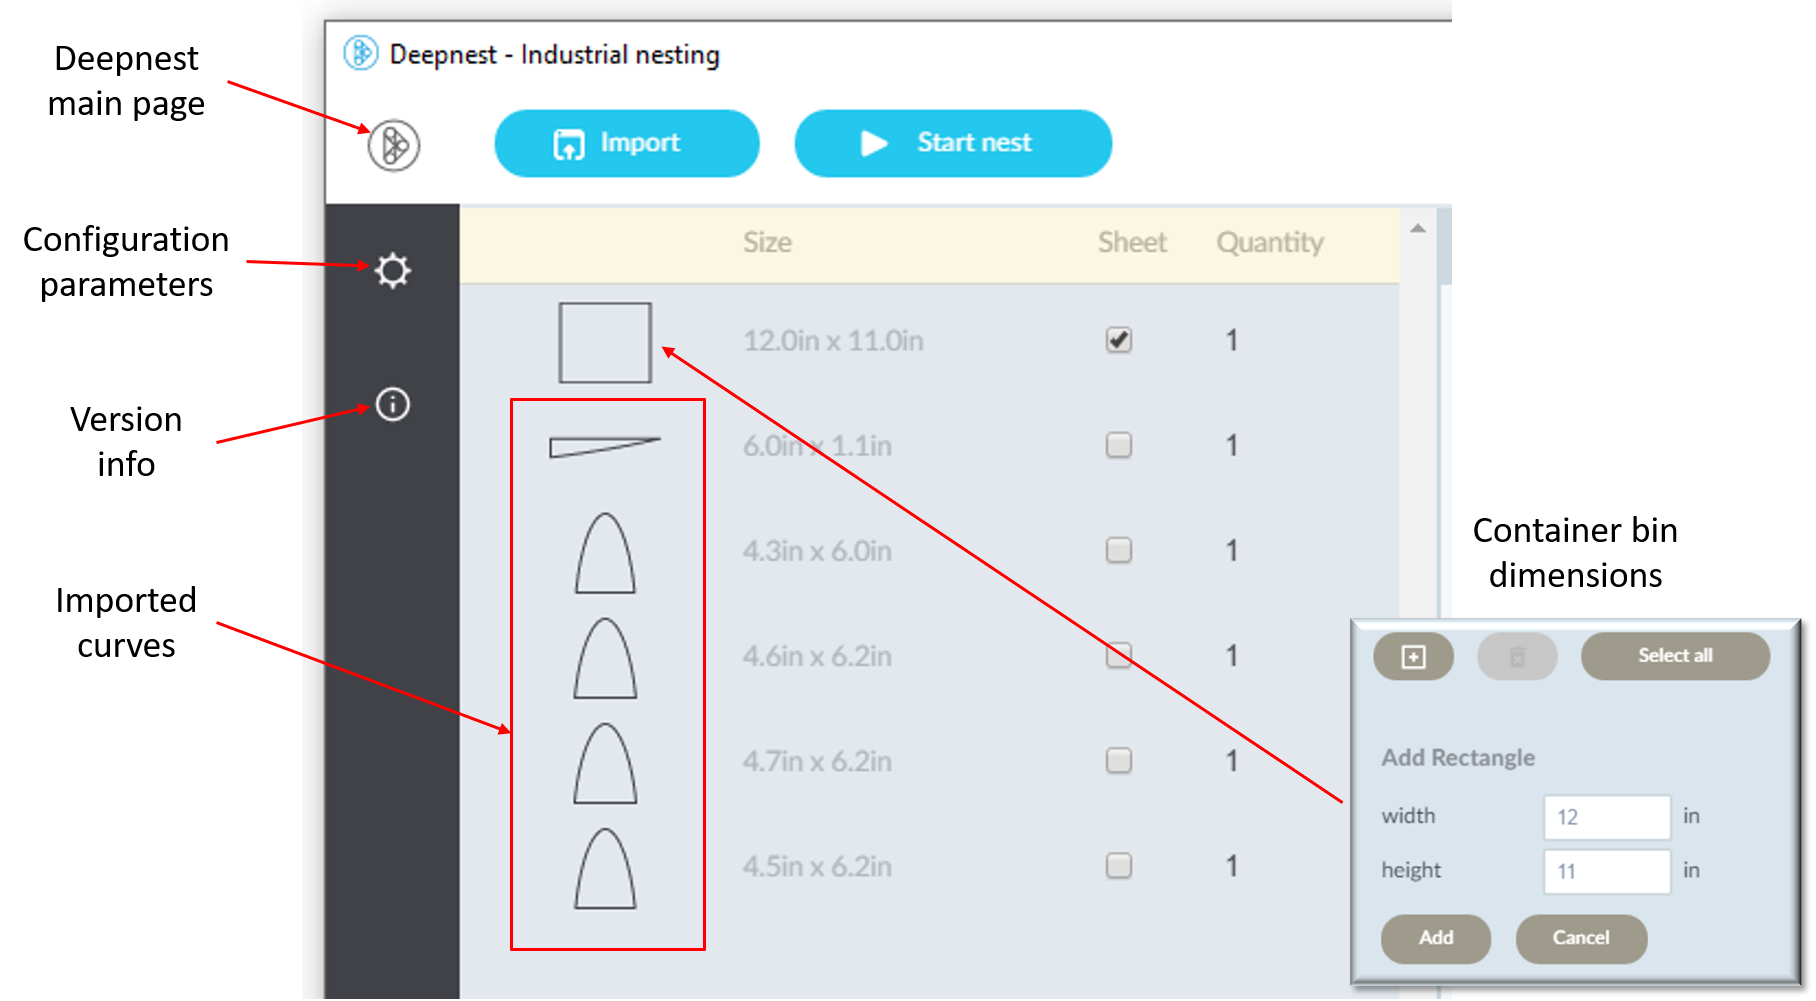 Deepnest
main page
Configuration
parameters
Version
info
Imported
curves
Deepnest - Industrial nesting
Import
Start nest
Size Sheet Quantity
12.0in x 11.0in 1
6.0in x 1.1in 1
4.3in x 6.0in 1
4.6in x 6.2in 1
4.7in x 6.2in 1
4.5in x 6.2in 1
Container bin
dimensions
Select all
Add Rectangle
width 12 in
height 11 in
Add Cancel